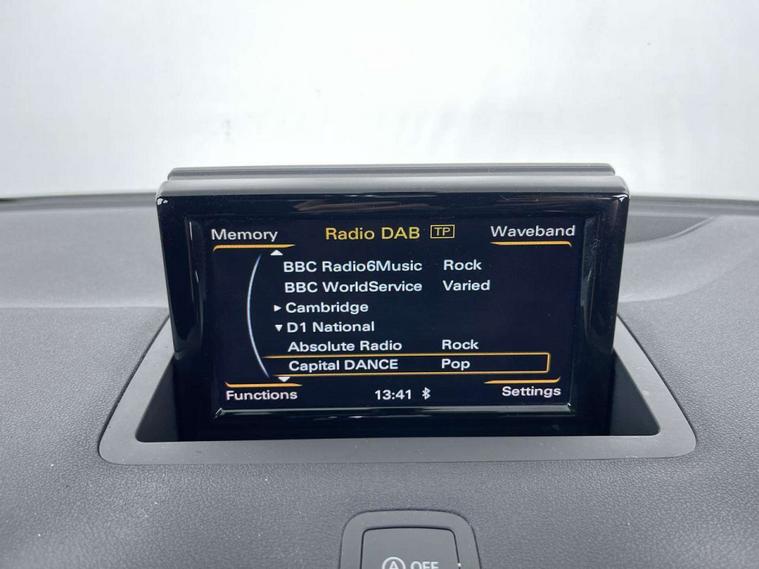 Memory Radio DAB TP Waveband
BBC Radio6Music Rock
BBC WorldService Varied
▸ Cambridge
▾ D1 National
Absolute Radio Rock
Capital DANCE Pop
Functions 13:41 Settings
A OFF